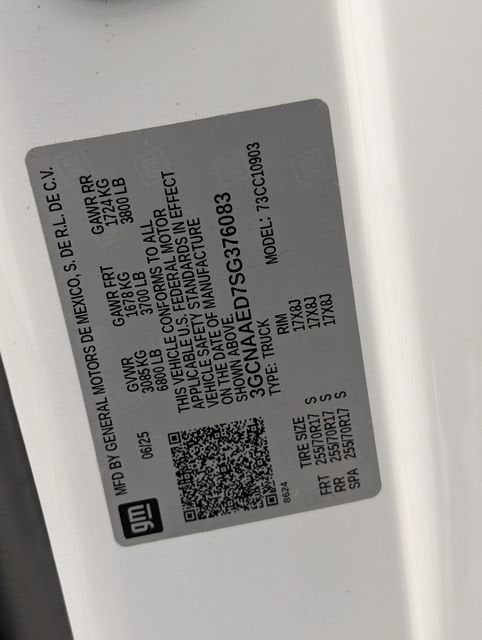 gm
MFD BY GENERAL MOTORS DE MEXICO, S. DE R.L. DE C.V.
06/25 GVWR GAWR FRT GAWR RR
3085 KG 1678 KG 1724 KG
6800 LB 3700 LB 3800 LB
THIS VEHICLE CONFORMS TO ALL
APPLICABLE U.S. FEDERAL MOTOR
VEHICLE SAFETY STANDARDS IN EFFECT
ON THE DATE OF MANUFACTURE
SHOWN ABOVE.
3GCNAAED7SG376083
TYPE: TRUCK MODEL: 73CC10903
8624
TIRE SIZE RIM
FRT 255/70R17 S 17X8J
RR 255/70R17 S 17X8J
SPA 255/70R17 S 17X8J